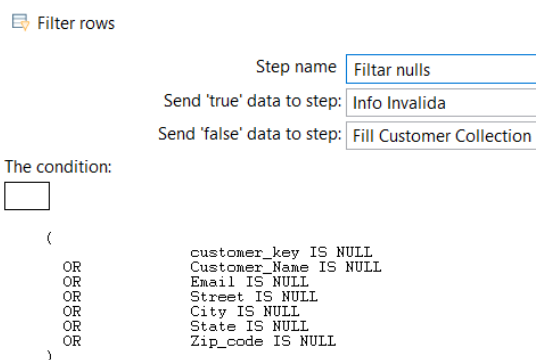 Filter rows
Step name Filtar nulls
Send 'true' data to step: Info Invalida
Send 'false' data to step: Fill Customer Collection
The condition:
(
customer_key IS NULL
OR Customer_Name IS NULL
OR Email IS NULL
OR Street IS NULL
OR City IS NULL
OR State IS NULL
OR Zip_code IS NULL
)